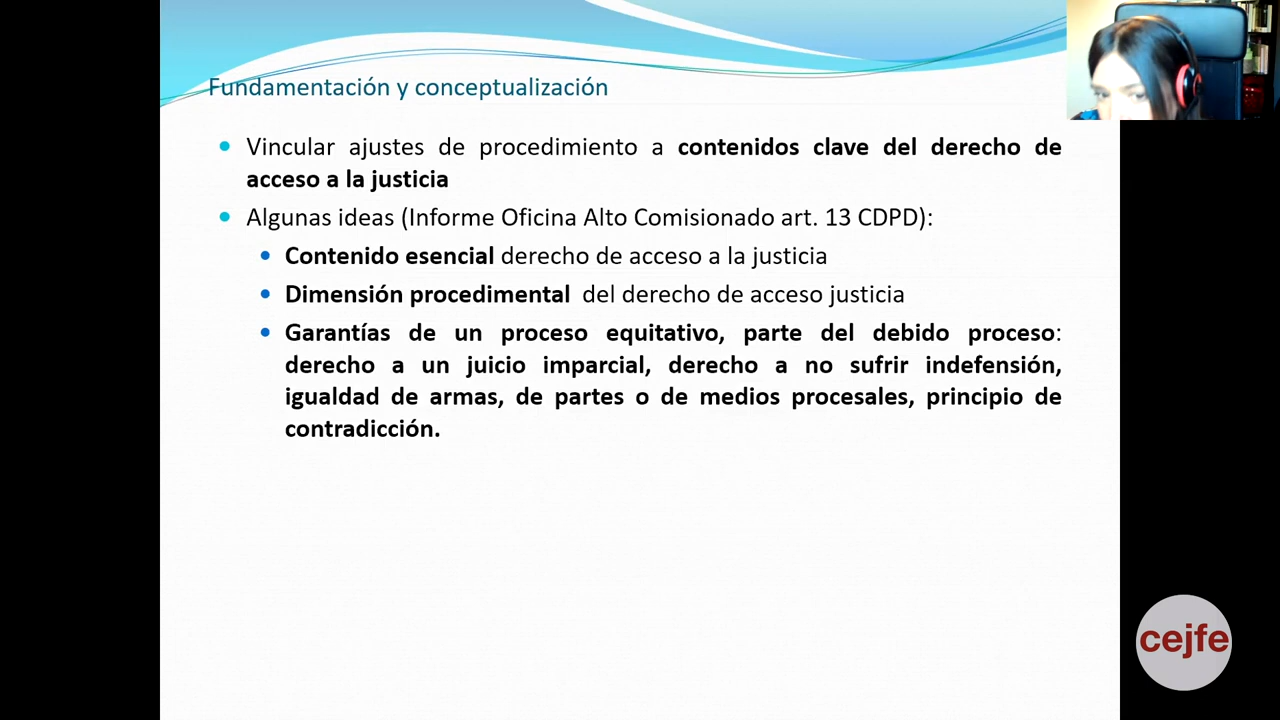 Fundamentación y conceptualización
Vincular ajustes de procedimiento a contenidos clave del derecho de
acceso a la justicia
Algunas ideas (Informe Oficina Alto Comisionado art. 13 CDPD):
Contenido esencial derecho de acceso a la justicia
Dimensión procedimental del derecho de acceso justicia
Garantías de un proceso equitativo, parte del debido proceso:
derecho a un juicio imparcial, derecho a no sufrir indefensión,
igualdad de armas, de partes o de medios procesales, principio de
contradicción.
cejfe